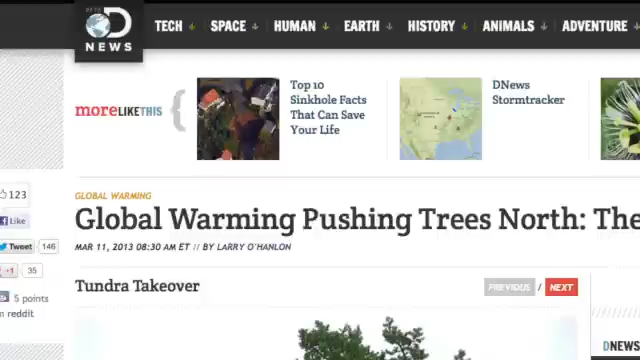 BETA
D
NEWS
TECH SPACE HUMAN EARTH HISTORY ANIMALS ADVENTURE
moreLIKETHIS
Top 10
Sinkhole Facts
That Can Save
Your Life
DNews
Stormtracker
GLOBAL WARMING
Global Warming Pushing Trees North: The
MAR 11, 2013 08:30 AM ET // BY LARRY O'HANLON
123
Like
Tweet 146
+1 35
5 points
reddit
Tundra Takeover
PREVIOUS / NEXT
DNEWS